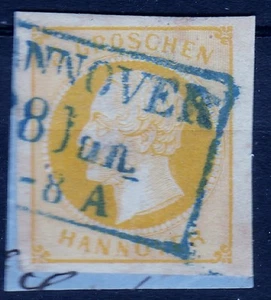 GROSCHEN
NNOVER
8 Jan.
-8 A
HANNOVER